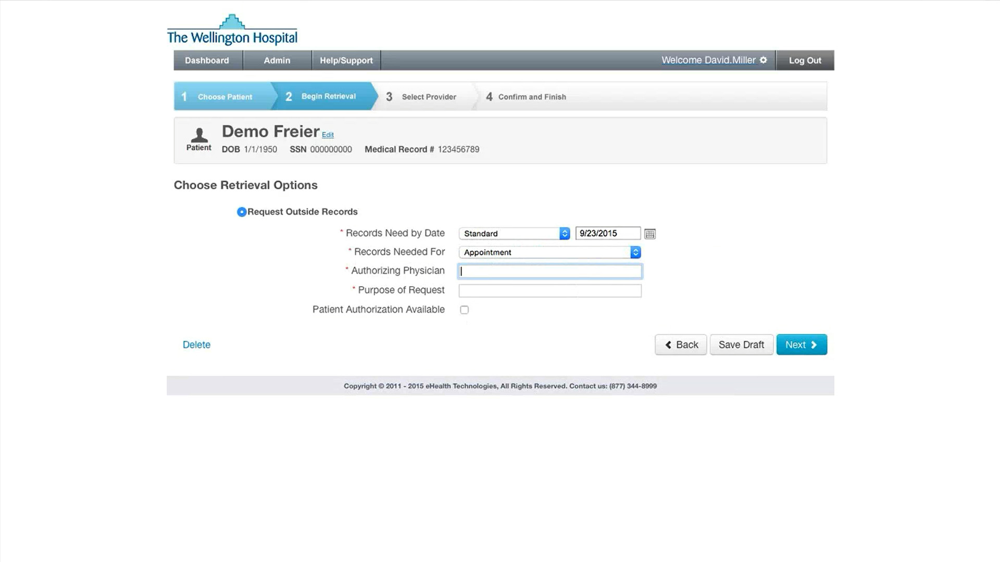 The Wellington Hospital
Dashboard Admin Help/Support Welcome David.Miller Log Out
1 Choose Patient 2 Begin Retrieval 3 Select Provider 4 Confirm and Finish
Demo Freier Edit
Patient
DOB 1/1/1950 SSN 000000000 Medical Record # 123456789
Choose Retrieval Options
Request Outside Records
* Records Need by Date Standard 9/23/2015
* Records Needed For Appointment
* Authorizing Physician
* Purpose of Request
Patient Authorization Available
Delete Back Save Draft Next
Copyright © 2011 - 2015 eHealth Technologies, All Rights Reserved. Contact us: (877) 344-8999